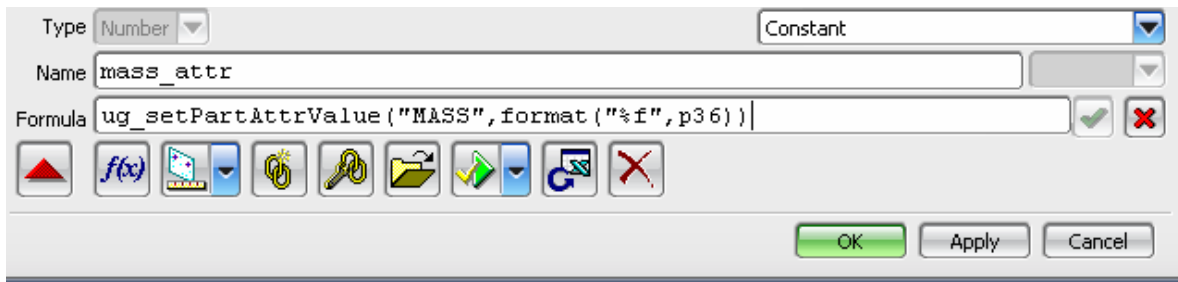 Type Number Constant
Name mass_attr
Formula ug_setPartAttrValue("MASS",format("%f",p36))
f(x)
OK Apply Cancel